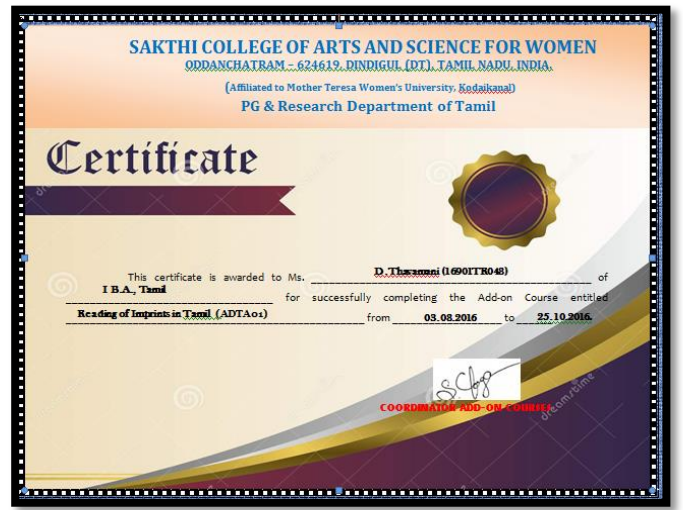 SAKTHI COLLEGE OF ARTS AND SCIENCE FOR WOMEN
ODDANCHATRAM – 624619, DINDIGUL (DT), TAMIL NADU, INDIA.
(Affiliated to Mother Teresa Women's University, Kodaikanal)
PG & Research Department of Tamil
Certificate
This certificate is awarded to Ms. D. Thavamani (16901TR048) of
I B.A., Tamil for successfully completing the Add-on Course entitled
Reading of Imprints in Tamil (ADTA01) from 03.08.2016 to 25.10.2016.
COORDINATOR ADD-ON COURSES
dreamstime